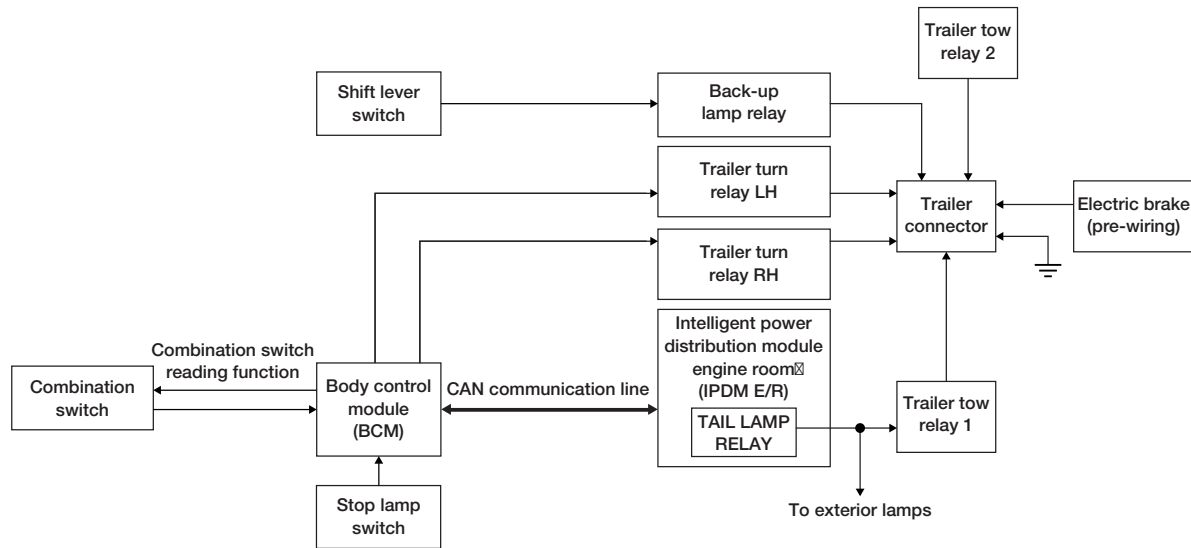 Trailer tow
relay 2
Shift lever
switch
Back-up
lamp relay
Trailer turn
relay LH
Trailer
connector
Electric brake
(pre-wiring)
Trailer turn
relay RH
Combination switch
reading function
Combination
switch
Body control
module
(BCM)
CAN communication line
Intelligent power
distribution module
engine room
(IPDM E/R)
TAIL LAMP
RELAY
Trailer tow
relay 1
Stop lamp
switch
To exterior lamps